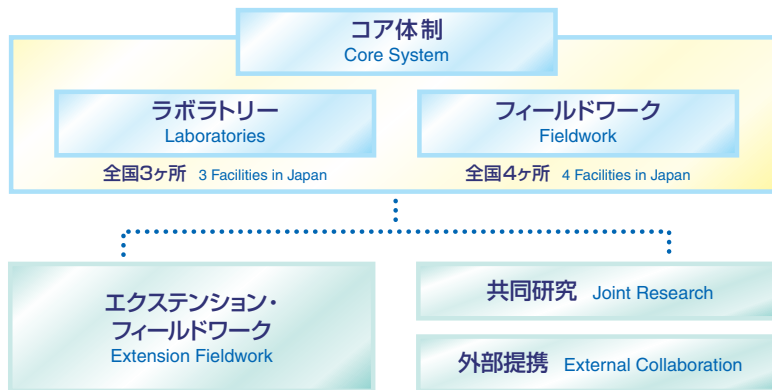 コア体制
Core System
ラボラトリー
Laboratories
全国3ヶ所 3 Facilities in Japan
フィールドワーク
Fieldwork
全国4ヶ所 4 Facilities in Japan
エクステンション・
フィールドワーク
Extension Fieldwork
共同研究 Joint Research
外部提携 External Collaboration